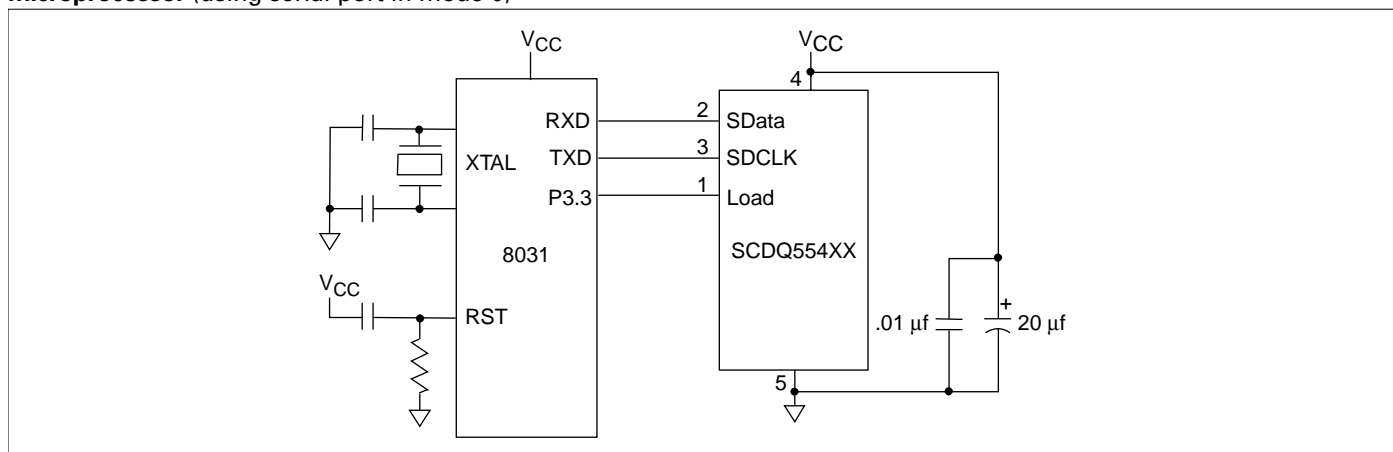 microprocessor (using serial port in mode 0)
VCC
VCC
4
RXD
2
SData
XTAL
TXD
3
SDCLK
P3.3
1
Load
8031
SCDQ554XX
VCC
RST
.01 μf
+
20 μf
5